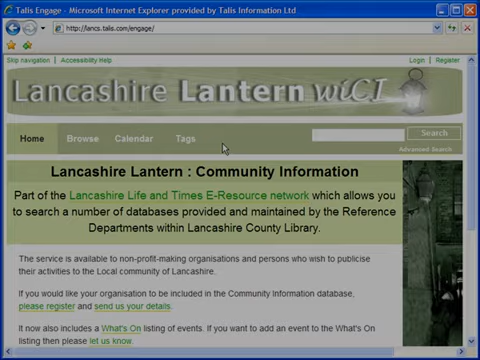 Talis Engage - Microsoft Internet Explorer provided by Talis Information Ltd
http://lancs.talis.com/engage/
Skip navigation | Accessibility Help
Login | Register
Lancashire Lantern wiCI
Home Browse Calendar Tags Search
Advanced Search
Lancashire Lantern : Community Information
Part of the Lancashire Life and Times E-Resource network which allows you
to search a number of databases provided and maintained by the Reference
Departments within Lancashire County Library.
The service is available to non-profit-making organisations and persons who wish to publicise
their activities to the Local community of Lancashire.
If you would like your organisation to be included in the Community Information database,
please register and send us your details.
It now also includes a What's On listing of events. If you want to add an event to the What's On
listing then please let us know.